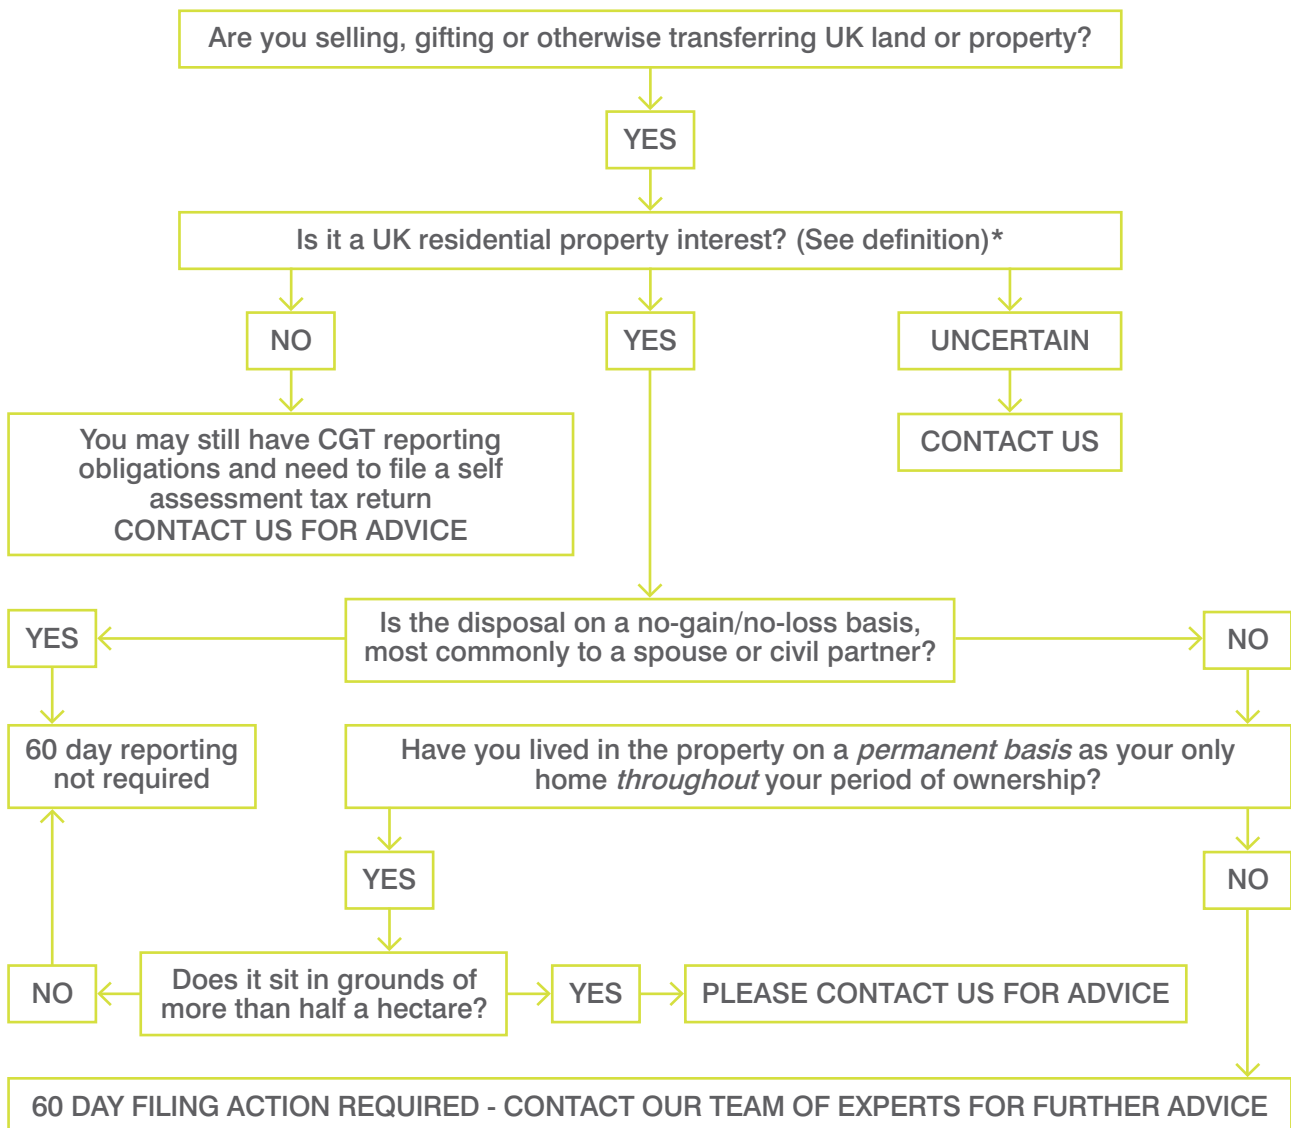 Are you selling, gifting or otherwise transferring UK land or property?
YES
Is it a UK residential property interest? (See definition)*
NO
YES
UNCERTAIN
You may still have CGT reporting
obligations and need to file a self
assessment tax return
CONTACT US FOR ADVICE
CONTACT US
Is the disposal on a no-gain/no-loss basis,
most commonly to a spouse or civil partner?
YES
NO
60 day reporting
not required
Have you lived in the property on a permanent basis as your only
home throughout your period of ownership?
YES
NO
Does it sit in grounds of
more than half a hectare?
NO
YES
PLEASE CONTACT US FOR ADVICE
60 DAY FILING ACTION REQUIRED - CONTACT OUR TEAM OF EXPERTS FOR FURTHER ADVICE